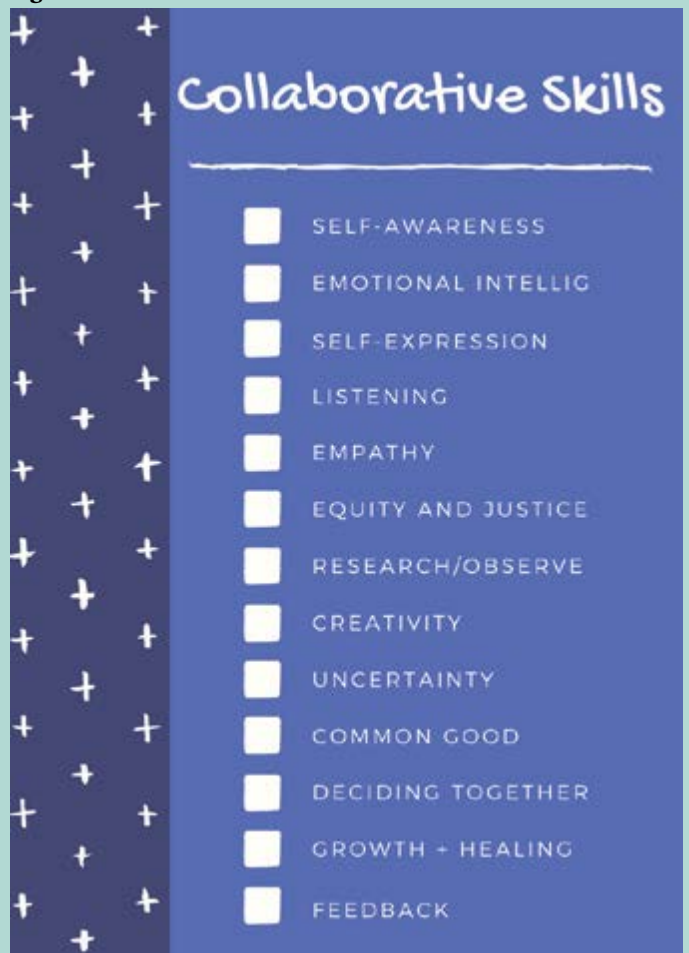 Collaborative Skills
SELF-AWARENESS
EMOTIONAL INTELLIG
SELF-EXPRESSION
LISTENING
EMPATHY
EQUITY AND JUSTICE
RESEARCH/OBSERVE
CREATIVITY
UNCERTAINTY
COMMON GOOD
DECIDING TOGETHER
GROWTH + HEALING
FEEDBACK